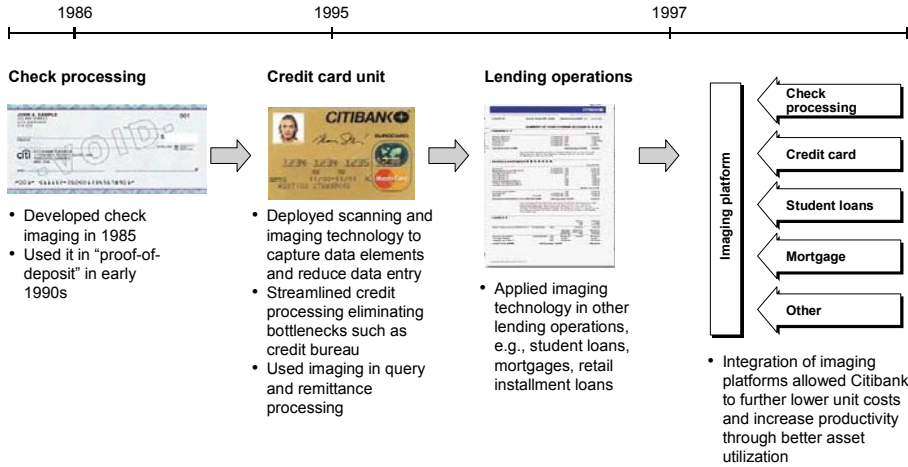 1986
1995
1997
Check processing
JOHN A. SAMPLE
001
VOID
citi
• Developed check
imaging in 1985
• Used it in “proof-of-
deposit” in early
1990s
Credit card unit
CITIBANK
EUROCARD
MasterCard
• Deployed scanning and
imaging technology to
capture data elements
and reduce data entry
• Streamlined credit
processing eliminating
bottlenecks such as
credit bureau
• Used imaging in query
and remittance
processing
Lending operations
• Applied imaging
technology in other
lending operations,
e.g., student loans,
mortgages, retail
installment loans
Imaging platform
Check
processing
Credit card
Student loans
Mortgage
Other
• Integration of imaging
platforms allowed Citibank
to further lower unit costs
and increase productivity
through better asset
utilization